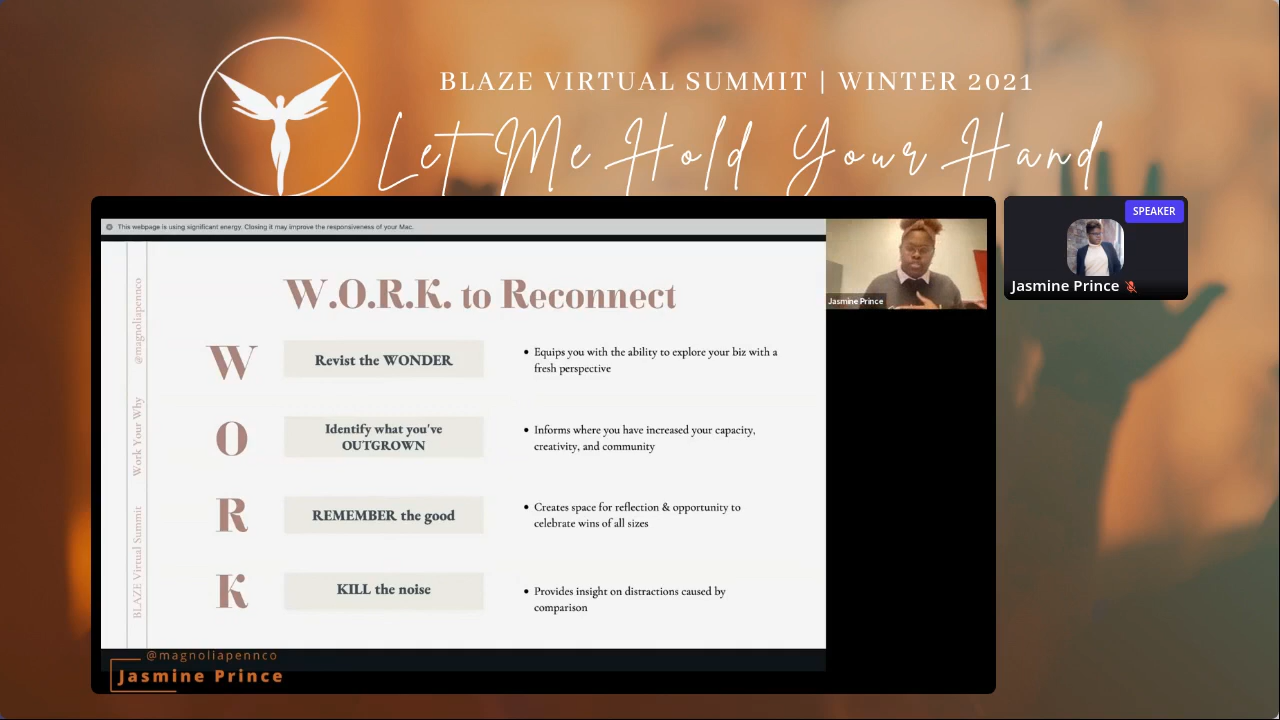 BLAZE VIRTUAL SUMMIT | WINTER 2021
Let Me Hold Your Hand
This webpage is using significant energy. Closing it may improve the responsiveness of your Mac.
W.O.R.K. to Reconnect
W
Revist the WONDER
• Equips you with the ability to explore your biz with a
fresh perspective
O
Identify what you've
OUTGROWN
• Informs where you have increased your capacity,
creativity, and community
R
REMEMBER the good
• Creates space for reflection & opportunity to
celebrate wins of all sizes
K
KILL the noise
• Provides insight on distractions caused by
comparison
BLAZE Virtual Summit
Work Your Why
@magnoliapennco
Jasmine Prince
SPEAKER
Jasmine Prince
@magnoliapennco
Jasmine Prince